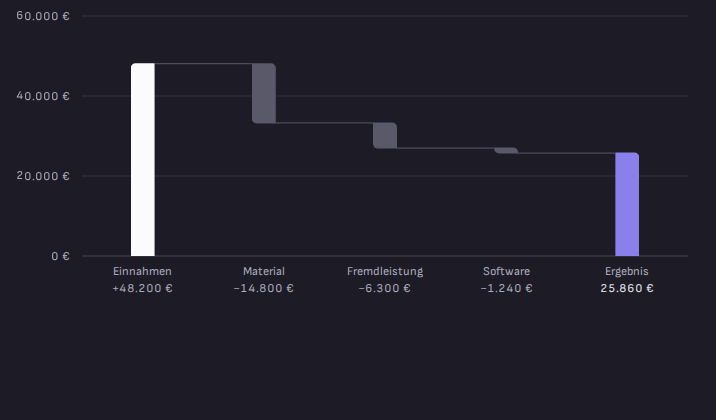 60.000 €
40.000 €
20.000 €
0 €
Einnahmen Material Fremdleistung Software Ergebnis
+48.200 € −14.800 € −6.300 € −1.240 € 25.860 €